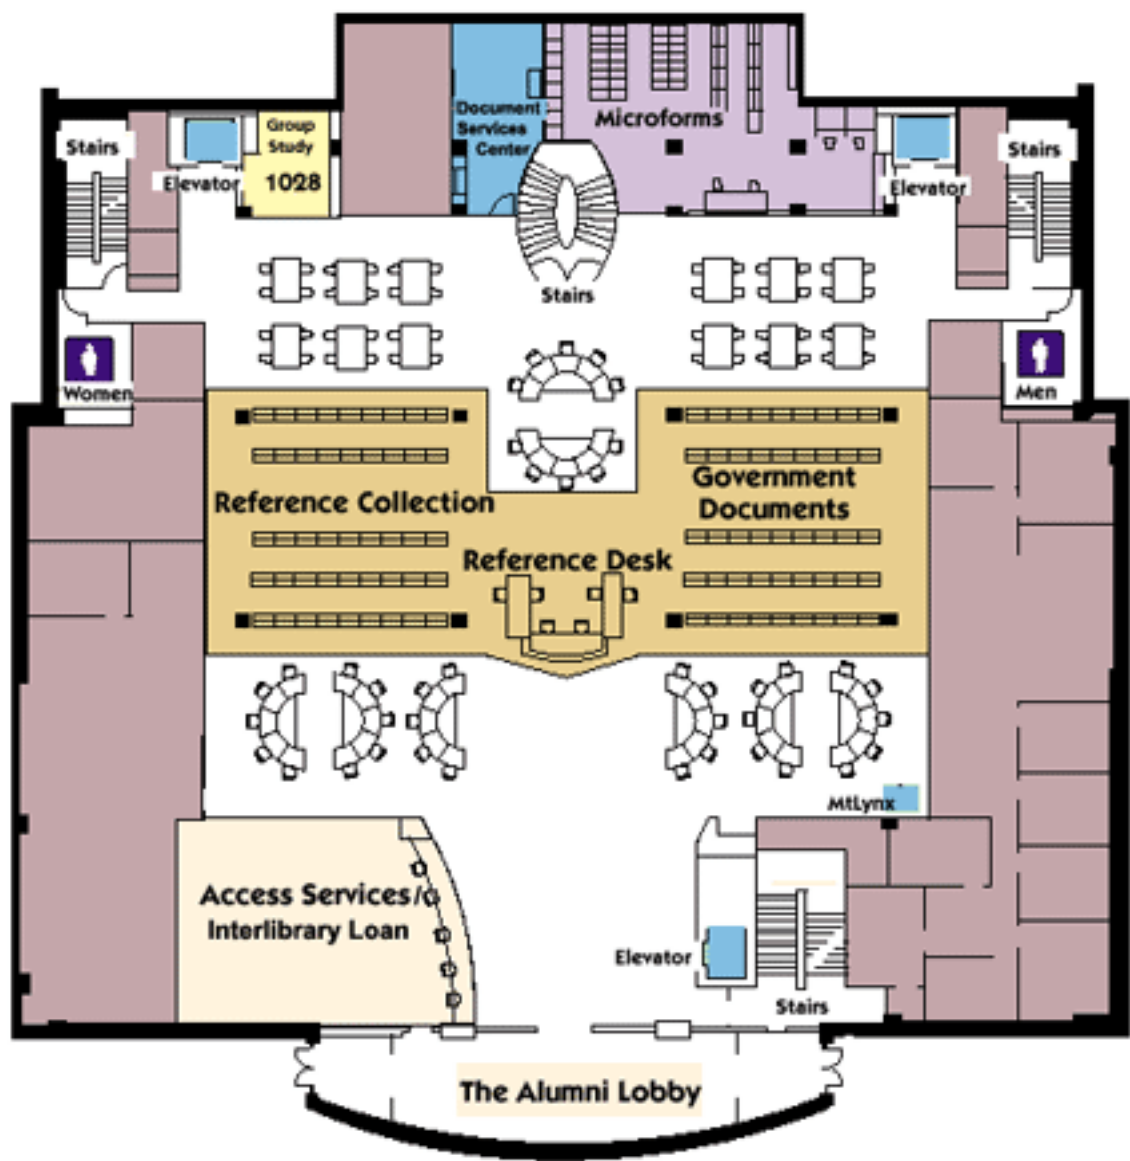 Document
Services
Center
Microforms
Group
Study
1028
Stairs
Elevator
Stairs
Elevator
Stairs
Women
Men
Reference Collection
Government
Documents
Reference Desk
MtLynx
Access Services/
Interlibrary Loan
Elevator
Stairs
The Alumni Lobby